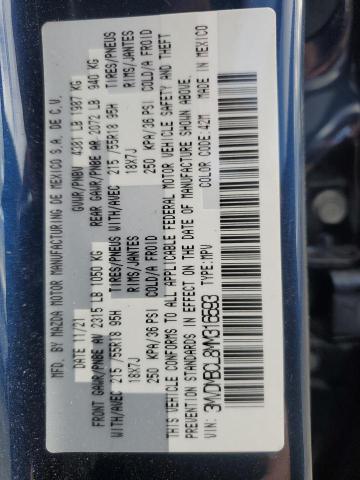 MFD. BY MAZDA MOTOR MANUFACTURING DE MEXICO S.A. DE C.V.
DATE 11/21 GVWR/PNBV 4381 LB 1987 KG
FRONT GAWR/PNBE AV 2315 LB 1050 KG REAR GAWR/PNBE AR 2072 LB 940 KG
WITH/AVEC 215/55R18 95H TIRES/PNEUS WITH/AVEC 215/55R18 95H TIRES/PNEUS
18X7J RIMS/JANTES 18X7J RIMS/JANTES
250 KPA/36 PSI COLD/A FROID 250 KPA/36 PSI COLD/A FROID
THIS VEHICLE CONFORMS TO ALL APPLICABLE FEDERAL MOTOR VEHICLE SAFETY AND THEFT
PREVENTION STANDARDS IN EFFECT ON THE DATE OF MANUFACTURE SHOWN ABOVE.
COLOR CODE: 42M MADE IN MEXICO
VIN: 3MVDMBCL8MM316593 TYPE: MPV